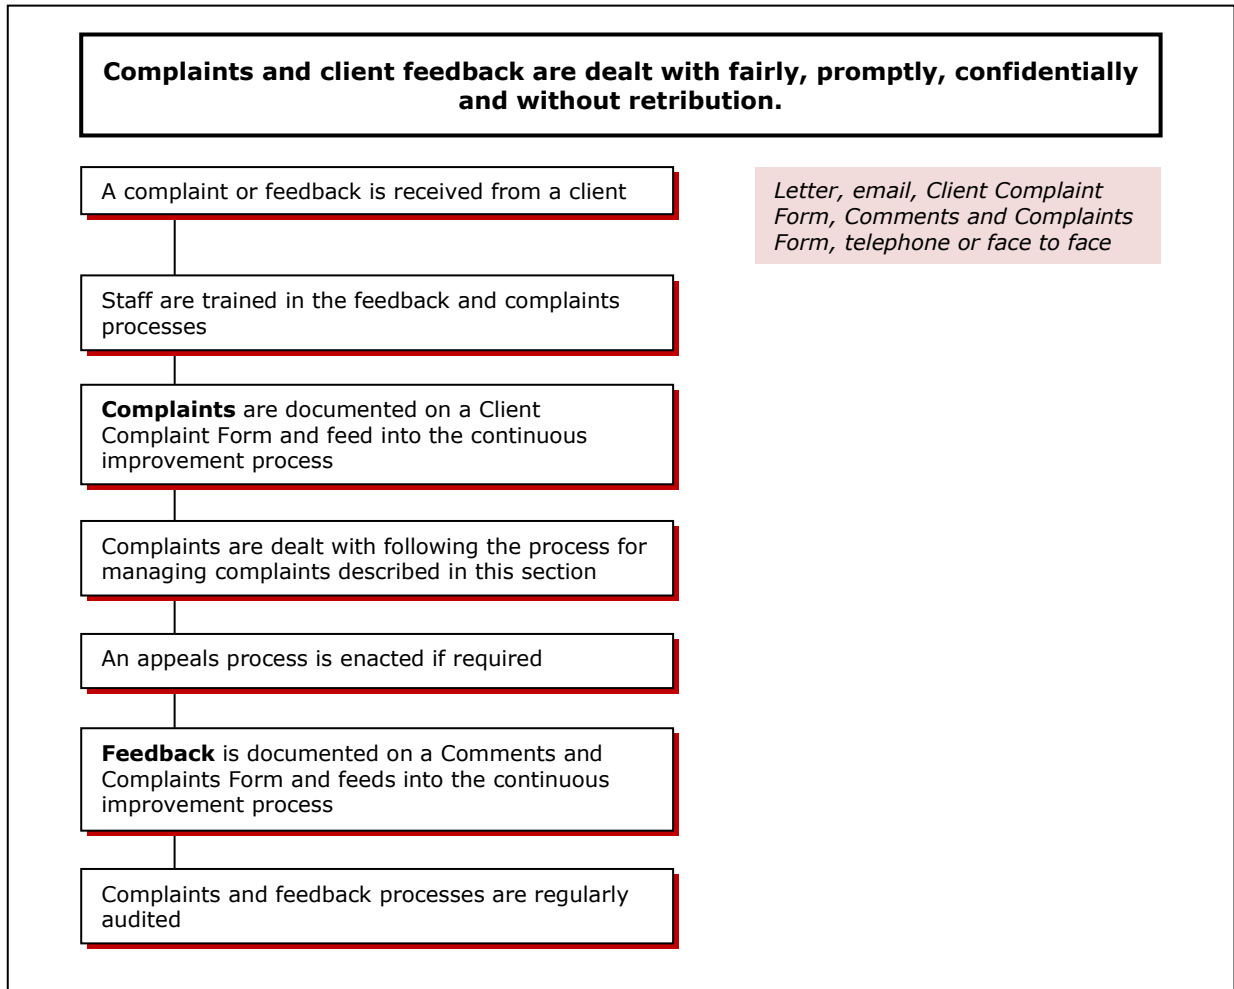 Complaints and client feedback are dealt with fairly, promptly, confidentially
and without retribution.
A complaint or feedback is received from a client
Letter, email, Client Complaint
Form, Comments and Complaints
Form, telephone or face to face
Staff are trained in the feedback and complaints
processes
Complaints are documented on a Client
Complaint Form and feed into the continuous
improvement process
Complaints are dealt with following the process for
managing complaints described in this section
An appeals process is enacted if required
Feedback is documented on a Comments and
Complaints Form and feeds into the continuous
improvement process
Complaints and feedback processes are regularly
audited